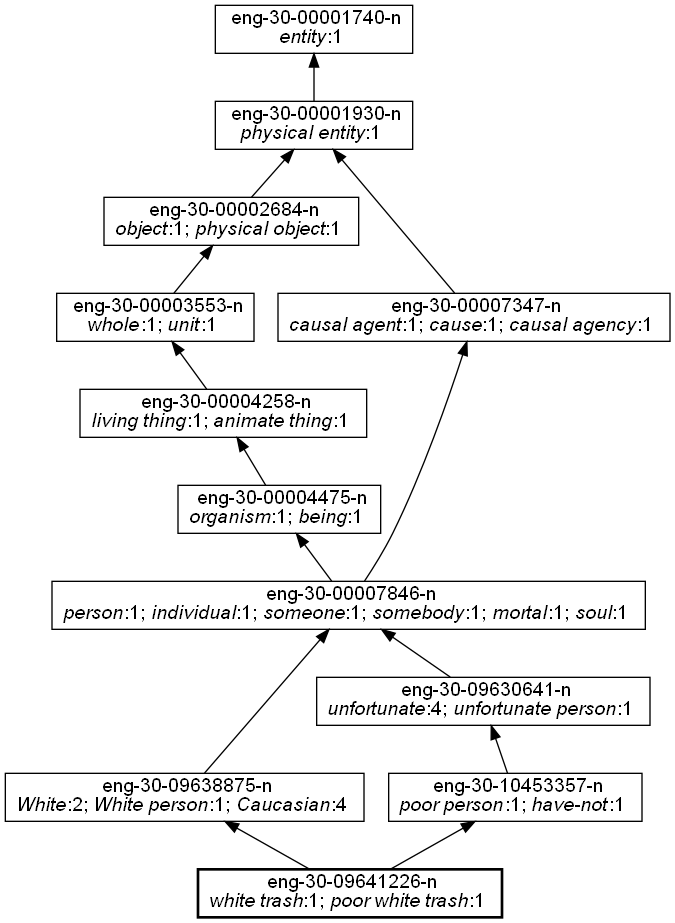 eng-30-00001740-n
entity:1
eng-30-00001930-n
physical entity:1
eng-30-00002684-n
object:1; physical object:1
eng-30-00003553-n
whole:1; unit:1
eng-30-00007347-n
causal agent:1; cause:1; causal agency:1
eng-30-00004258-n
living thing:1; animate thing:1
eng-30-00004475-n
organism:1; being:1
eng-30-00007846-n
person:1; individual:1; someone:1; somebody:1; mortal:1; soul:1
eng-30-09630641-n
unfortunate:4; unfortunate person:1
eng-30-09638875-n
White:2; White person:1; Caucasian:4
eng-30-10453357-n
poor person:1; have-not:1
eng-30-09641226-n
white trash:1; poor white trash:1